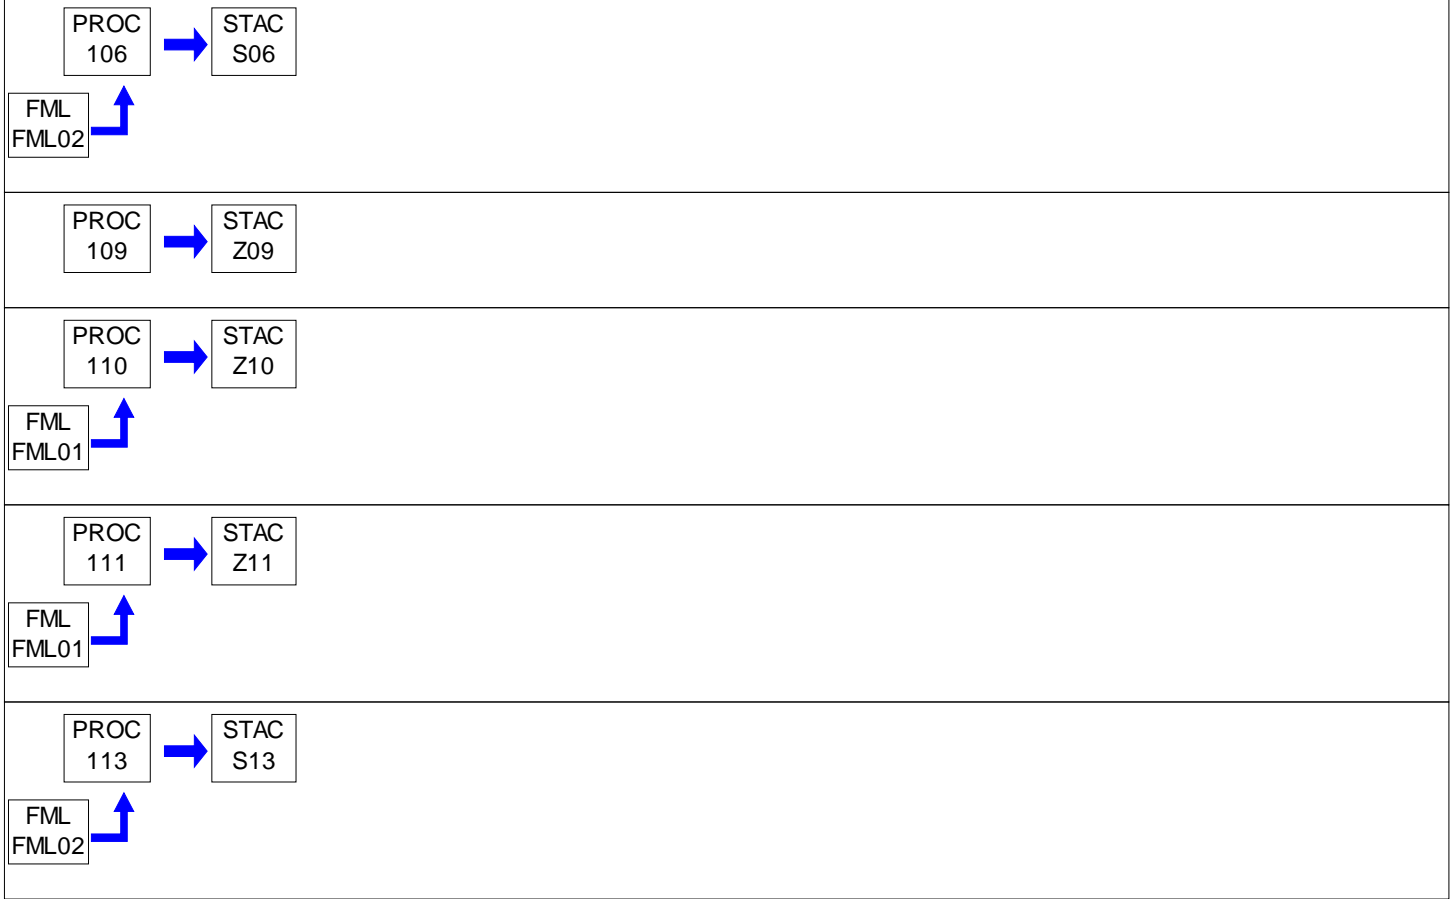 PROC
106
STAC
S06
FML
FML02
PROC
109
STAC
Z09
PROC
110
STAC
Z10
FML
FML01
PROC
111
STAC
Z11
FML
FML01
PROC
113
STAC
S13
FML
FML02